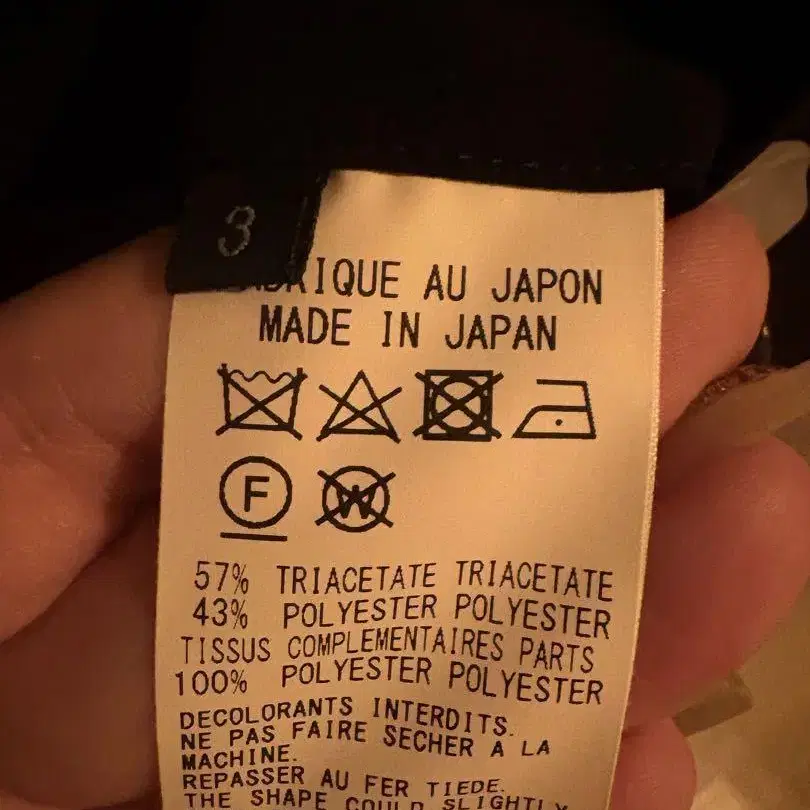 3
AU JAPON
MADE IN JAPAN
F
W
57% TRIACETATE TRIACETATE
43% POLYESTER POLYESTER
TISSUS COMPLEMENTAIRES PARTS
100% POLYESTER POLYESTER
DECOLORANTS INTERDITS.
NE PAS FAIRE SECHER A LA
MACHINE.
REPASSER AU FER TIEDE.
THE SHAPE COULD SLIGHTLY